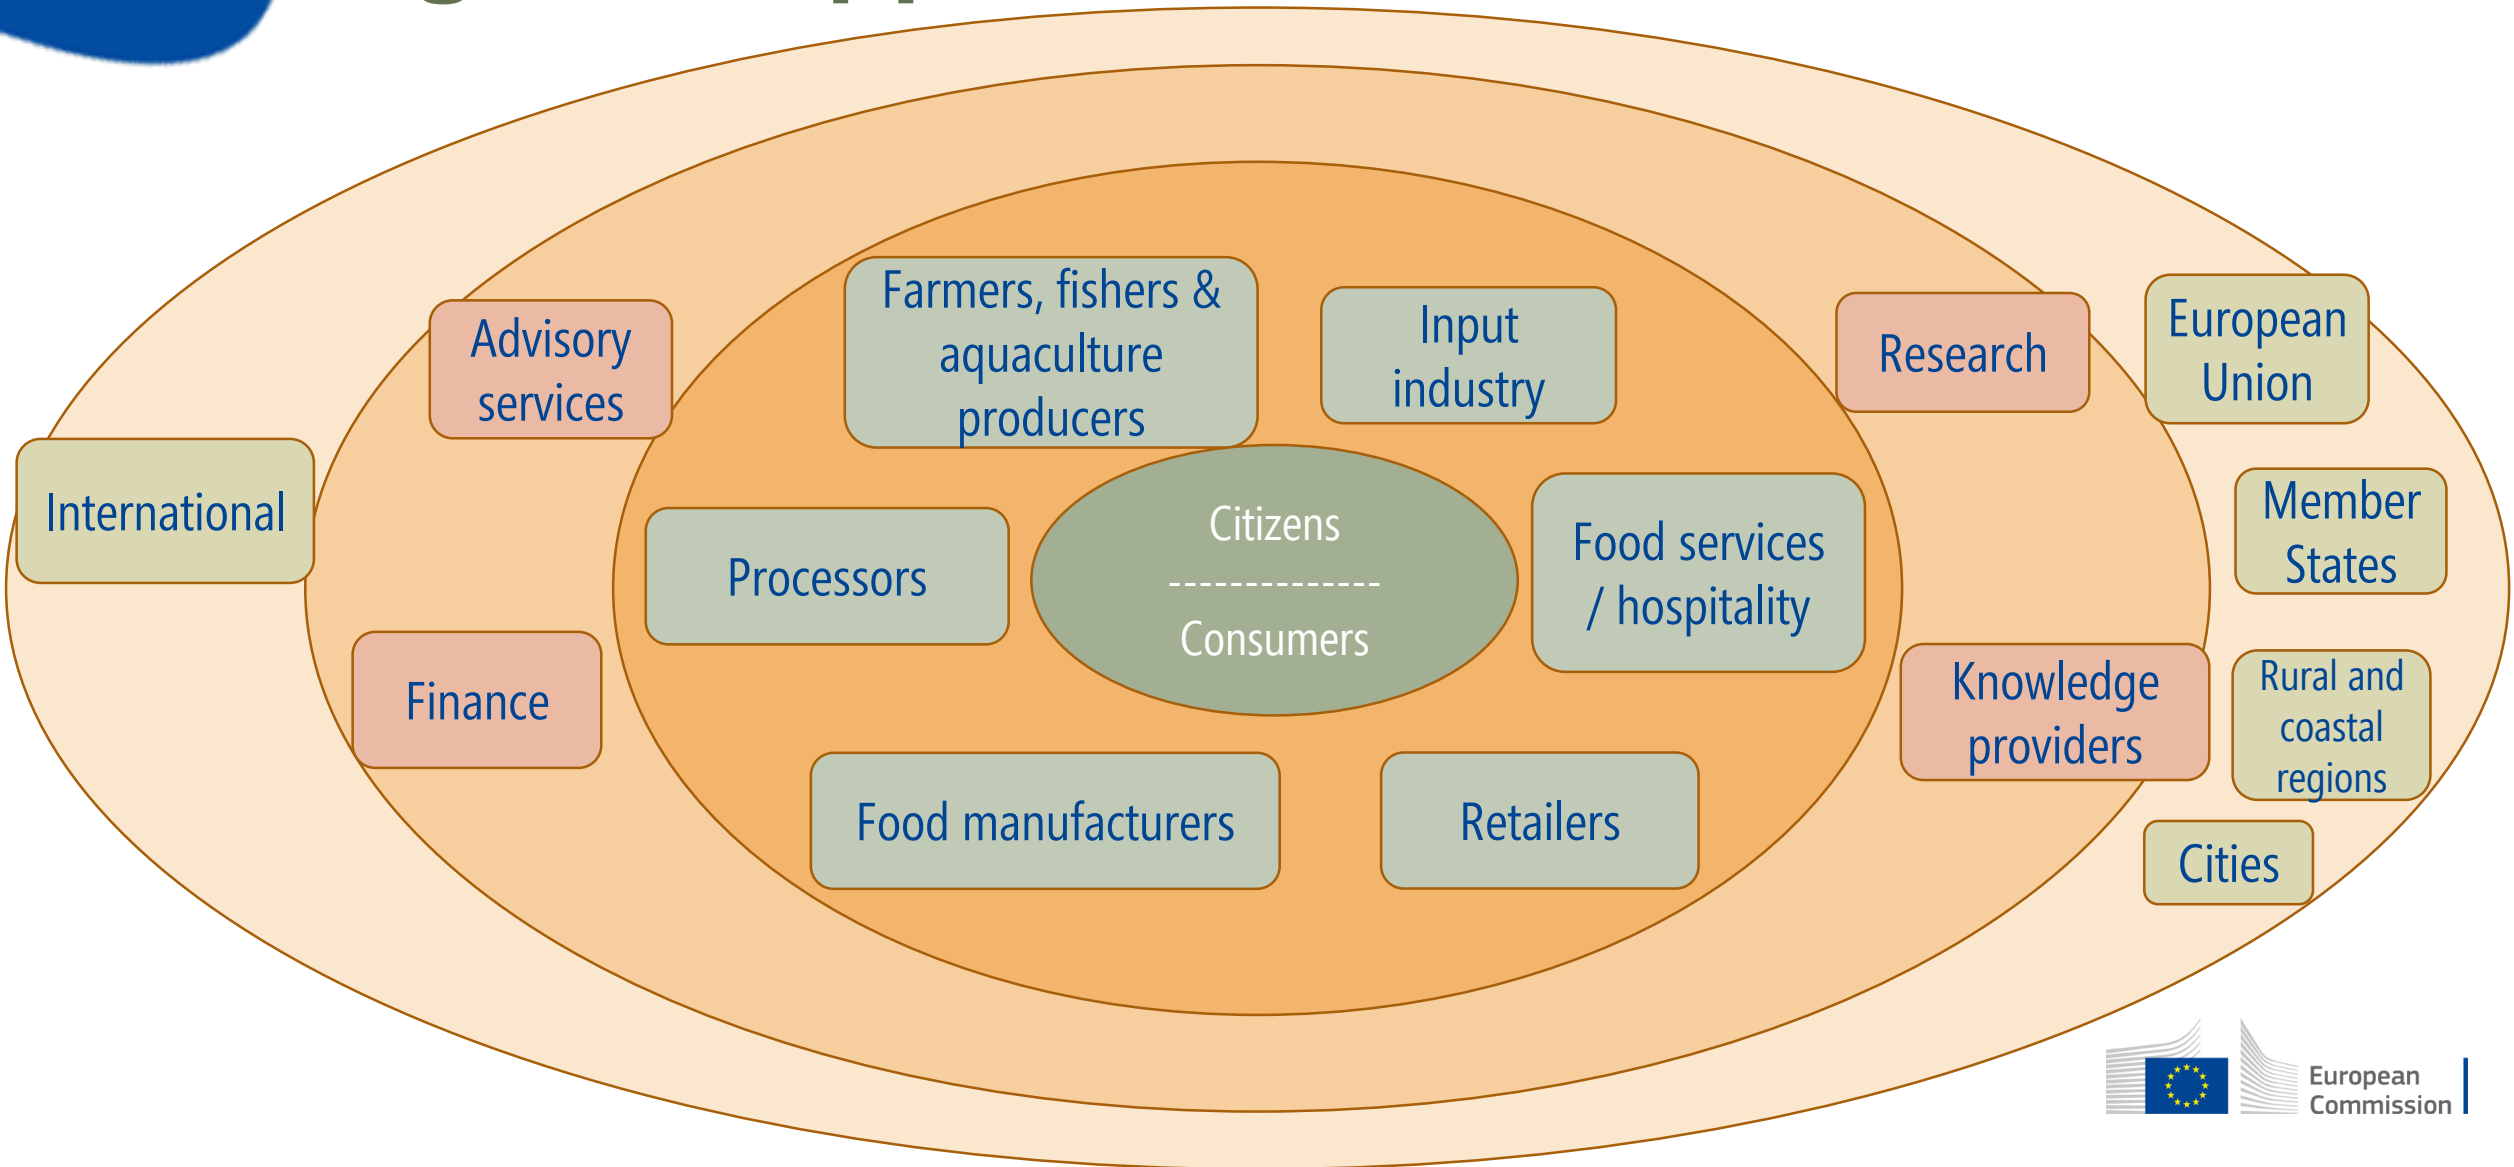 Farmers, fishers &
aquaculture
producers
Input
industry
Advisory
services
Research
European
Union
International
Member
States
Citizens
-------------
Consumers
Processors
Food services
/ hospitality
Finance
Knowledge
providers
Rural and
coastal
regions
Food manufacturers
Retailers
Cities
European
Commission